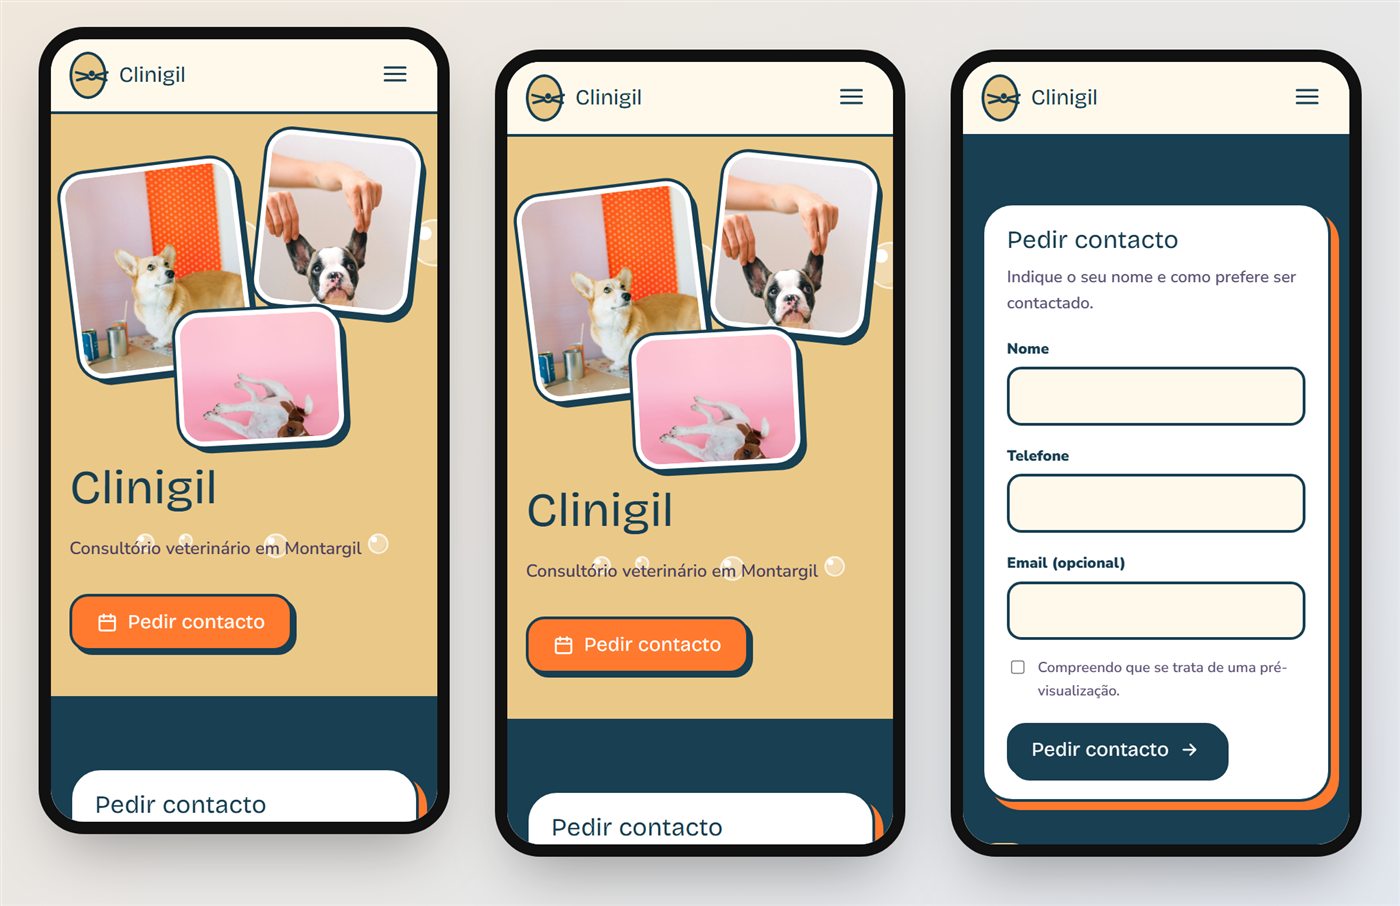 Clinigil
Clinigil
Consultório veterinário em Montargil
Pedir contacto
Pedir contacto
Clinigil
Clinigil
Consultório veterinário em Montargil
Pedir contacto
Pedir contacto
Clinigil
Pedir contacto
Indique o seu nome e como prefere ser
contactado.
Nome
Telefone
Email (opcional)
Compreendo que se trata de uma pré-
visualização.
Pedir contacto